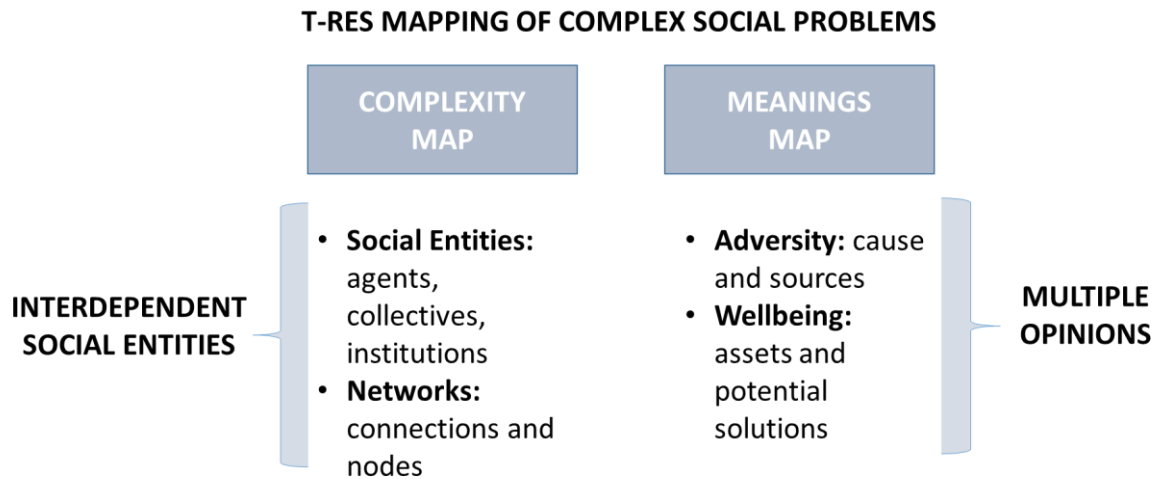 T-RES MAPPING OF COMPLEX SOCIAL PROBLEMS
COMPLEXITY
MAP
MEANINGS
MAP
INTERDEPENDENT
SOCIAL ENTITIES
• Social Entities:
agents,
collectives,
institutions
• Networks:
connections and
nodes
• Adversity: cause
and sources
• Wellbeing:
assets and
potential
solutions
MULTIPLE
OPINIONS